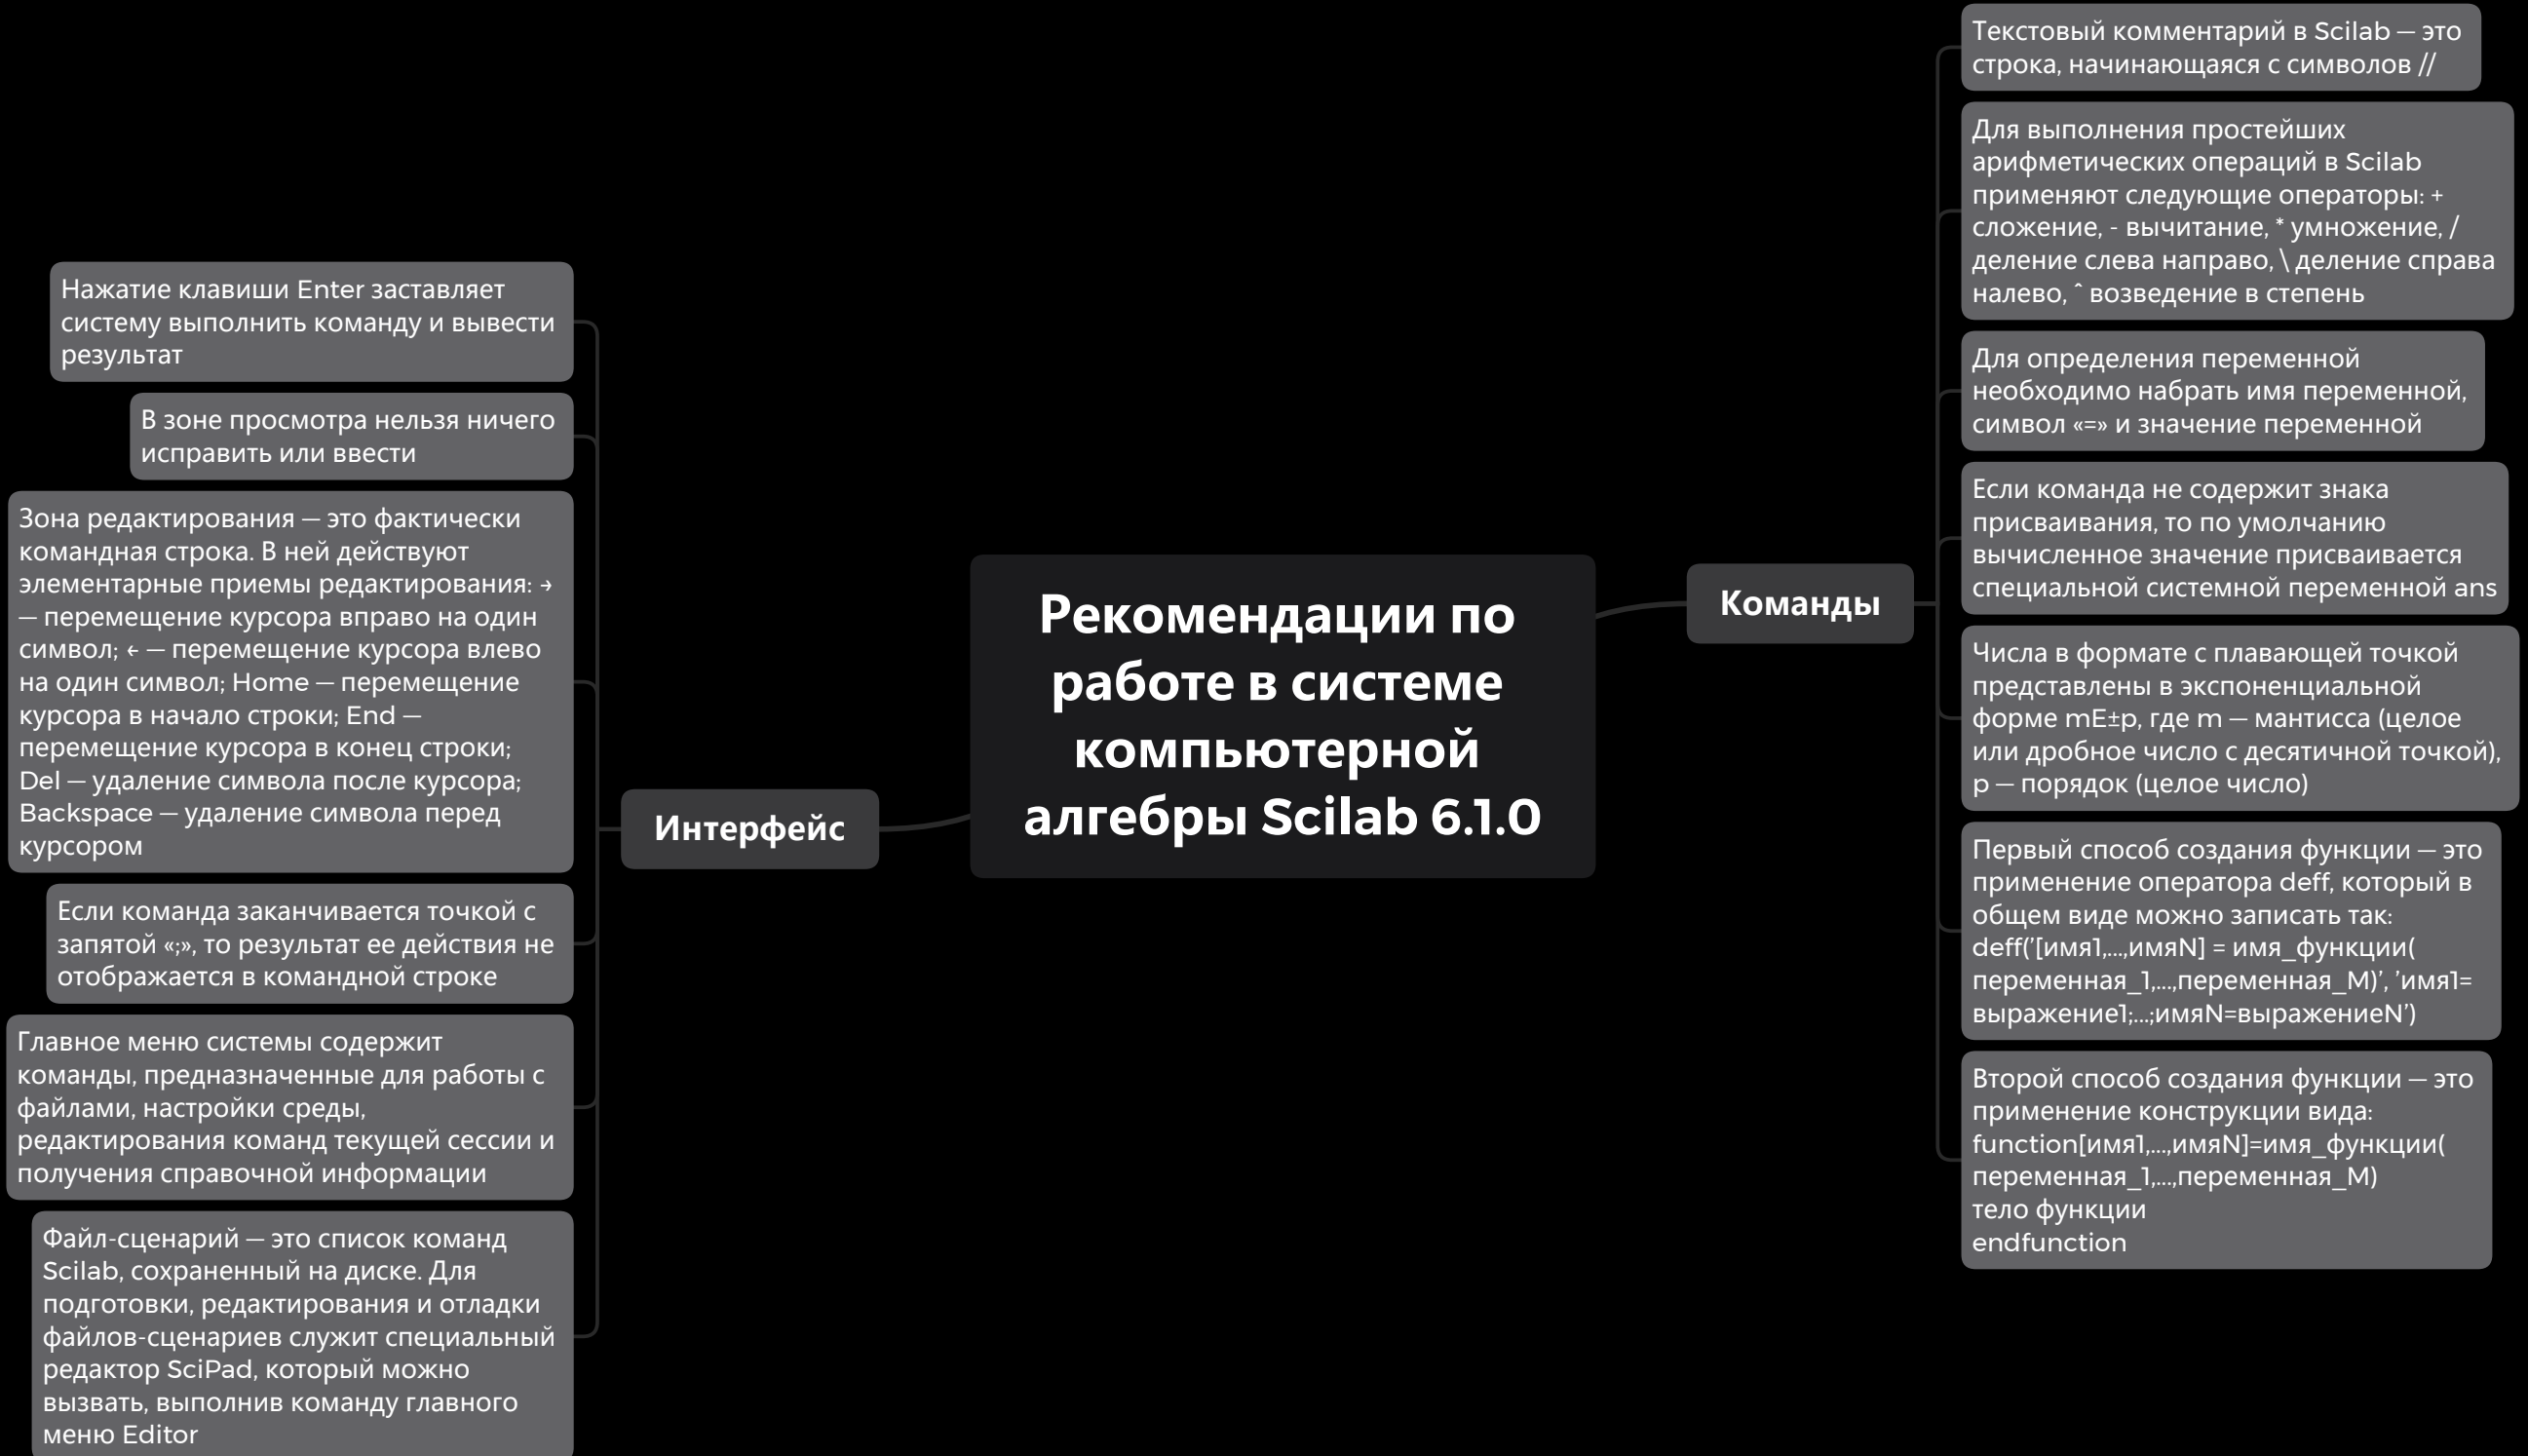 Рекомендации по
работе в системе
компьютерной
алгебры Scilab 6.1.0
Команды
Текстовый комментарий в Scilab — это
строка, начинающаяся с символов //
Для выполнения простейших
арифметических операций в Scilab
применяют следующие операторы: +
сложение, - вычитание, * умножение, /
деление слева направо, \ деление справа
налево, ˆ возведение в степень
Для определения переменной
необходимо набрать имя переменной,
символ «=» и значение переменной
Если команда не содержит знака
присваивания, то по умолчанию
вычисленное значение присваивается
специальной системной переменной ans
Числа в формате с плавающей точкой
представлены в экспоненциальной
форме mE±p, где m — мантисса (целое
или дробное число с десятичной точкой),
p — порядок (целое число)
Первый способ создания функции — это
применение оператора deff, который в
общем виде можно записать так:
deff(’[имя1,...,имяN] = имя_функции(
переменная_1,...,переменная_M)’, ’имя1=
выражение1;...;имяN=выражениеN’)
Второй способ создания функции — это
применение конструкции вида:
function[имя1,...,имяN]=имя_функции(
переменная_1,...,переменная_M)
тело функции
endfunction
Интерфейс
Нажатие клавиши Enter заставляет
систему выполнить команду и вывести
результат
В зоне просмотра нельзя ничего
исправить или ввести
Зона редактирования — это фактически
командная строка. В ней действуют
элементарные приемы редактирования: →
— перемещение курсора вправо на один
символ; ← — перемещение курсора влево
на один символ; Home — перемещение
курсора в начало строки; End —
перемещение курсора в конец строки;
Del — удаление символа после курсора;
Backspace — удаление символа перед
курсором
Если команда заканчивается точкой с
запятой «;», то результат ее действия не
отображается в командной строке
Главное меню системы содержит
команды, предназначенные для работы с
файлами, настройки среды,
редактирования команд текущей сессии и
получения справочной информации
Файл-сценарий — это список команд
Scilab, сохраненный на диске. Для
подготовки, редактирования и отладки
файлов-сценариев служит специальный
редактор SciPad, который можно
вызвать, выполнив команду главного
меню Editor